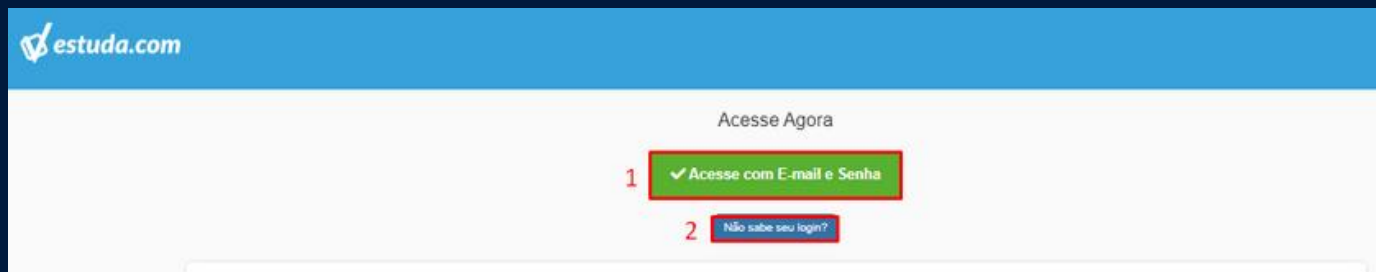 estuda.com
Acesse Agora
1 ✓ Acesse com E-mail e Senha
2 Não sabe seu login?